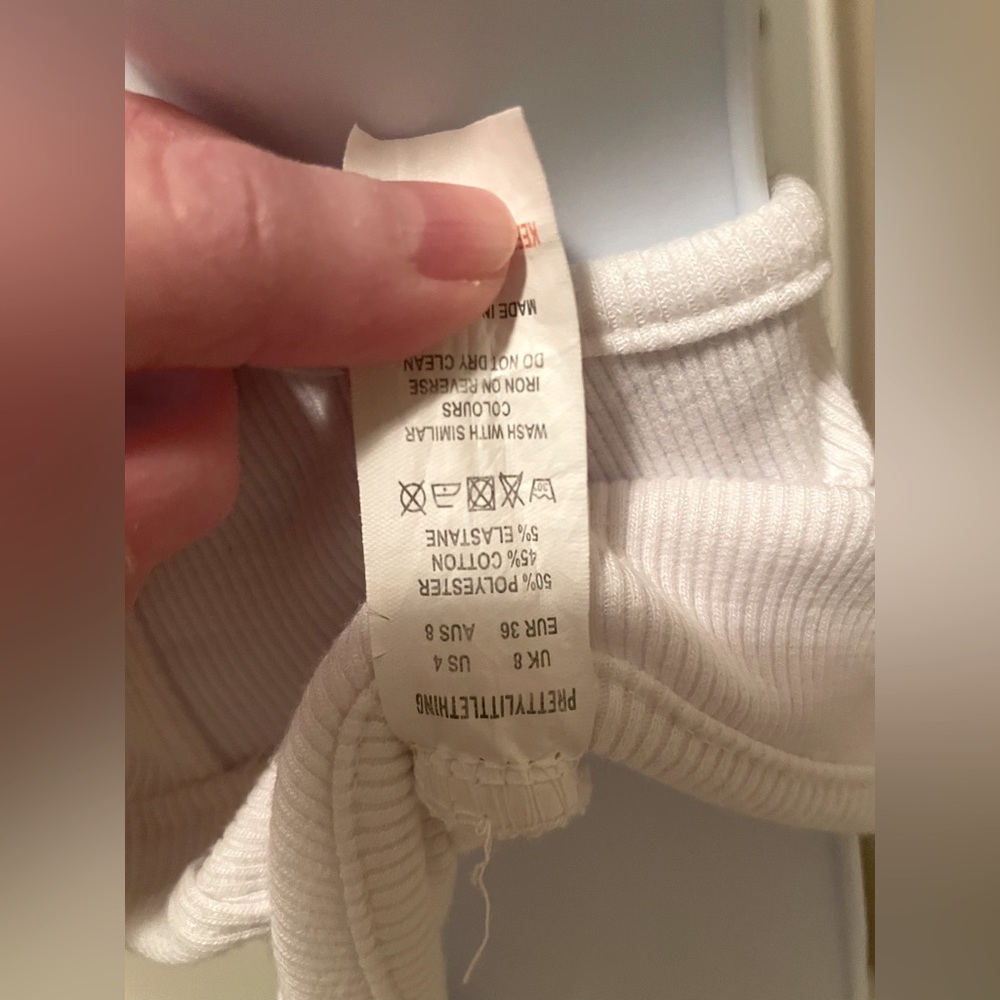 PRETTYLITTLETHING
UK 8 US 4
EUR 36 AUS 8
50% POLYESTER
45% COTTON
5% ELASTANE
30°
WASH WITH SIMILAR
COLOURS
IRON ON REVERSE
DO NOT DRY CLEAN
MADE IN